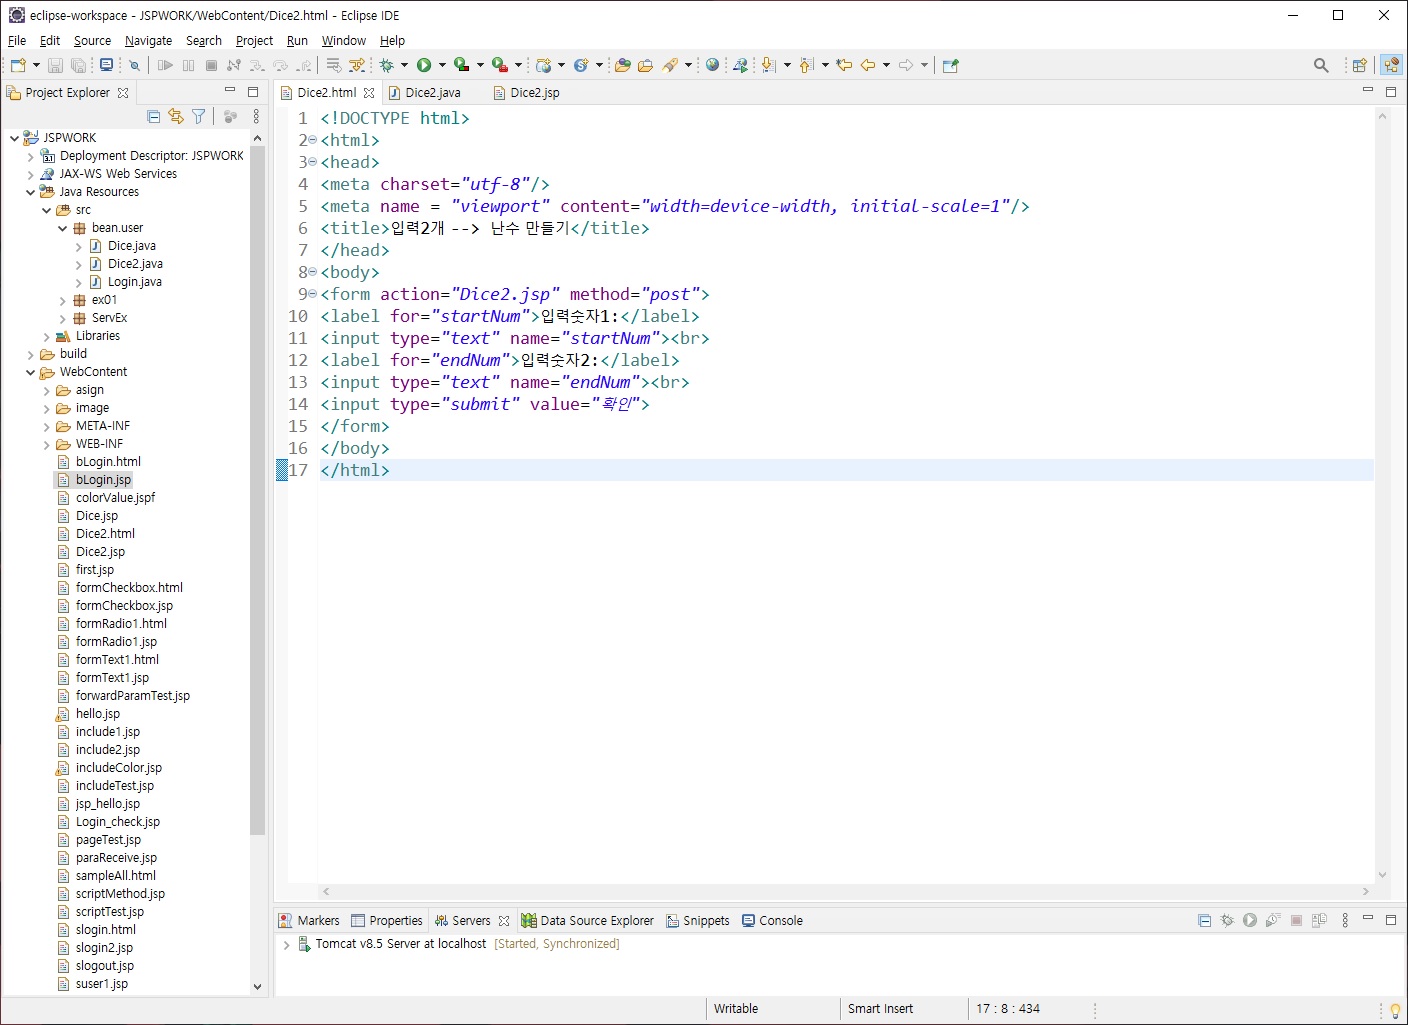 eclipse-workspace - JSPWORK/WebContent/Dice2.html - Eclipse IDE
File Edit Source Navigate Search Project Run Window Help
Project Explorer
Dice2.html Dice2.java Dice2.jsp
JSPWORK
Deployment Descriptor: JSPWORK
JAX-WS Web Services
Java Resources
src
bean.user
Dice.java
Dice2.java
Login.java
ex01
ServEx
Libraries
build
WebContent
asign
image
META-INF
WEB-INF
bLogin.html
bLogin.jsp
colorValue.jspf
Dice.jsp
Dice2.html
Dice2.jsp
first.jsp
formCheckbox.html
formCheckbox.jsp
formRadio1.html
formRadio1.jsp
formText1.html
formText1.jsp
forwardParamTest.jsp
hello.jsp
include1.jsp
include2.jsp
includeColor.jsp
includeTest.jsp
jsp_hello.jsp
Login_check.jsp
pageTest.jsp
paraReceive.jsp
sampleAll.html
scriptMethod.jsp
scriptTest.jsp
slogin.html
slogin2.jsp
slogout.jsp
suser1.jsp
1 <!DOCTYPE html>
2 <html>
3 <head>
4 <meta charset="utf-8"/>
5 <meta name = "viewport" content="width=device-width, initial-scale=1"/>
6 <title>입력2개 --> 난수 만들기</title>
7 </head>
8 <body>
9 <form action="Dice2.jsp" method="post">
10 <label for="startNum">입력숫자1:</label>
11 <input type="text" name="startNum"><br>
12 <label for="endNum">입력숫자2:</label>
13 <input type="text" name="endNum"><br>
14 <input type="submit" value="확인">
15 </form>
16 </body>
17 </html>
Markers Properties Servers Data Source Explorer Snippets Console
Tomcat v8.5 Server at localhost [Started, Synchronized]
Writable Smart Insert 17 : 8 : 434